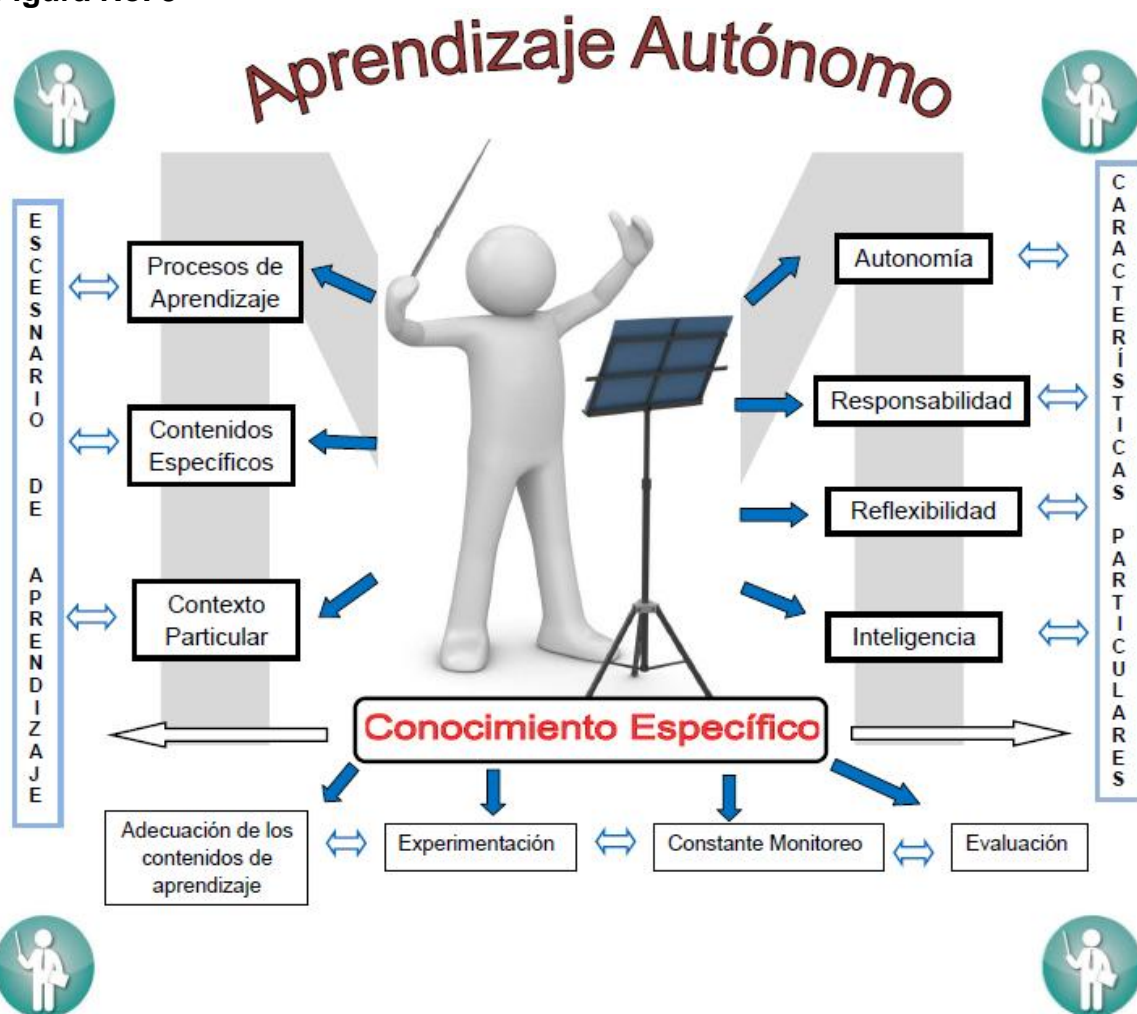 Aprendizaje Autónomo
ESCESNARIO DE APRENDIZAJE
Procesos de
Aprendizaje
Contenidos
Específicos
Contexto
Particular
Autonomía
Responsabilidad
Reflexibilidad
Inteligencia
CARACTERÍSTICAS PARTICULARES
Conocimiento Específico
Adecuación de los
contenidos de
aprendizaje
Experimentación
Constante Monitoreo
Evaluación